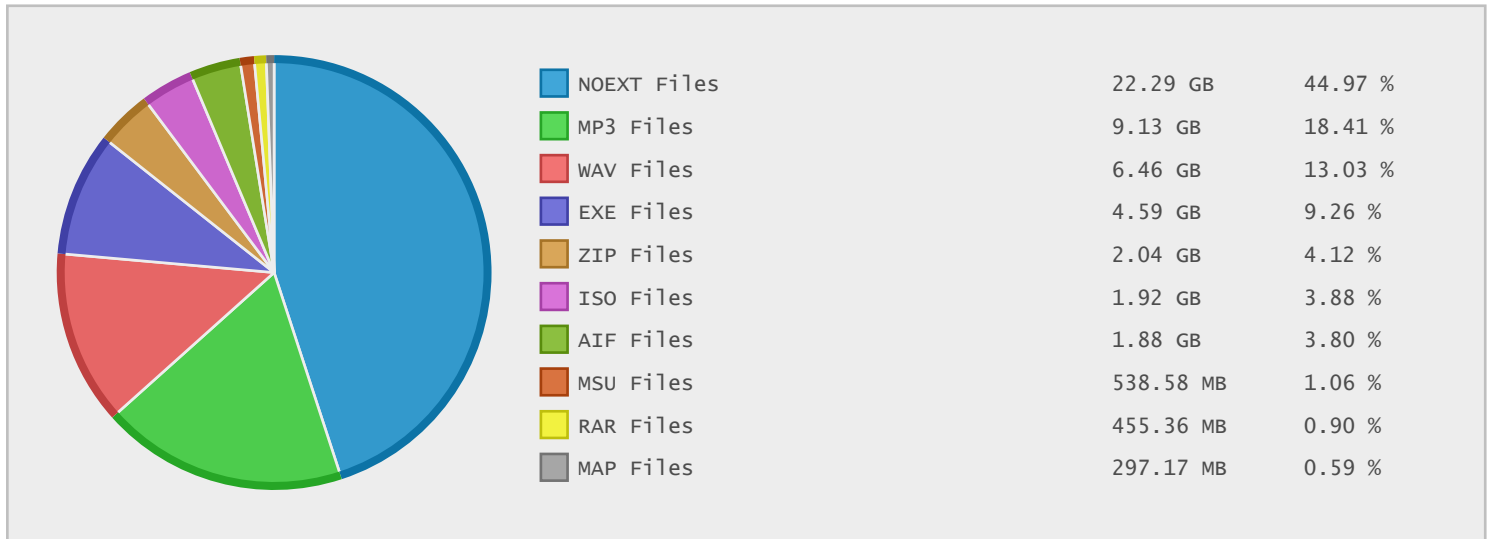 NOEXT Files 22.29 GB 44.97 %
MP3 Files 9.13 GB 18.41 %
WAV Files 6.46 GB 13.03 %
EXE Files 4.59 GB 9.26 %
ZIP Files 2.04 GB 4.12 %
ISO Files 1.92 GB 3.88 %
AIF Files 1.88 GB 3.80 %
MSU Files 538.58 MB 1.06 %
RAR Files 455.36 MB 0.90 %
MAP Files 297.17 MB 0.59 %